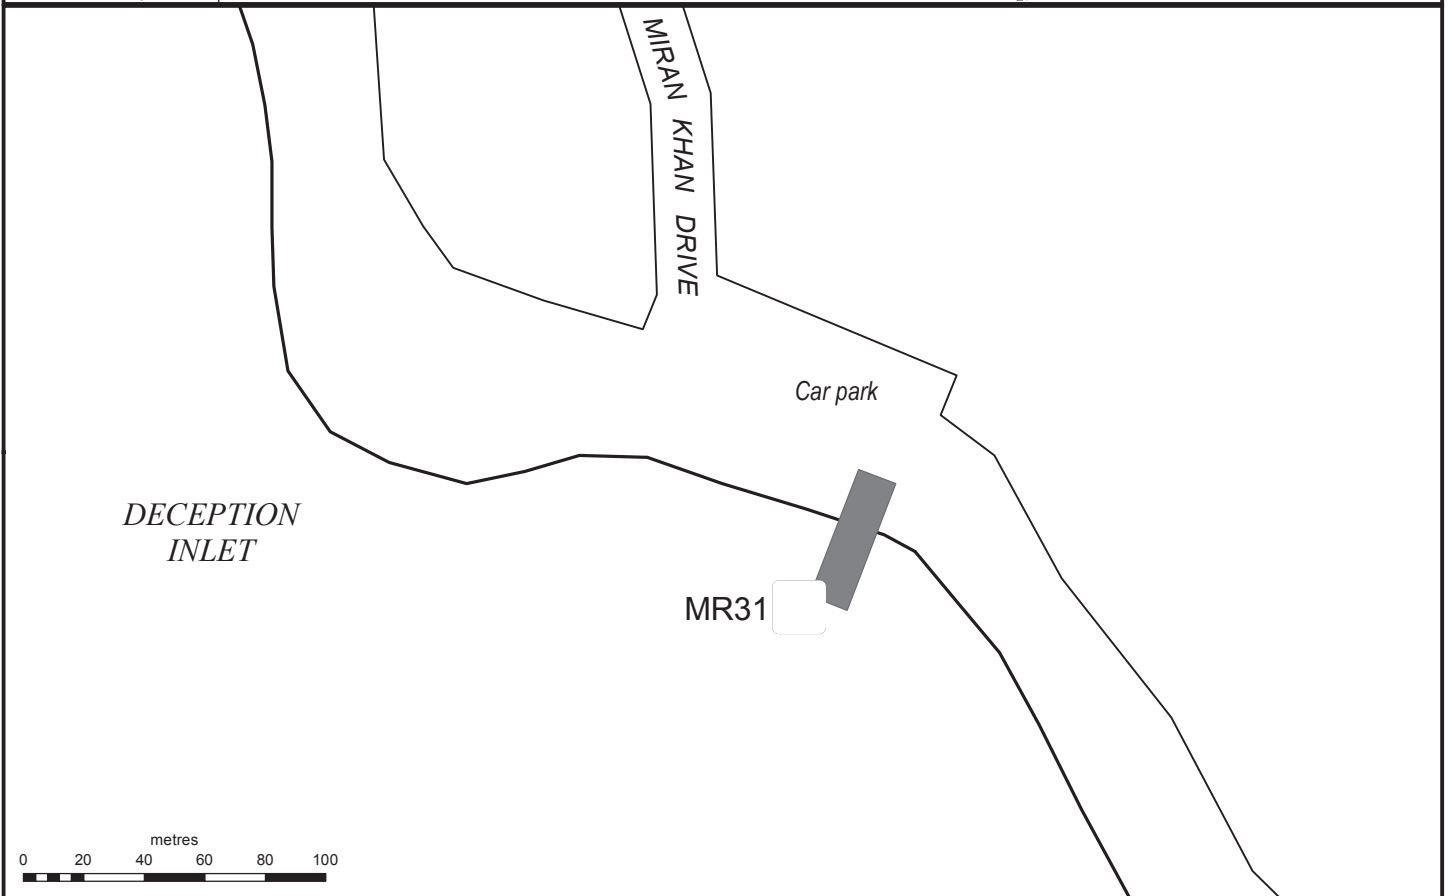 MIRAN KHAN DRIVE
Car park
DECEPTION
INLET
MR31
metres
0 20 40 60 80 100